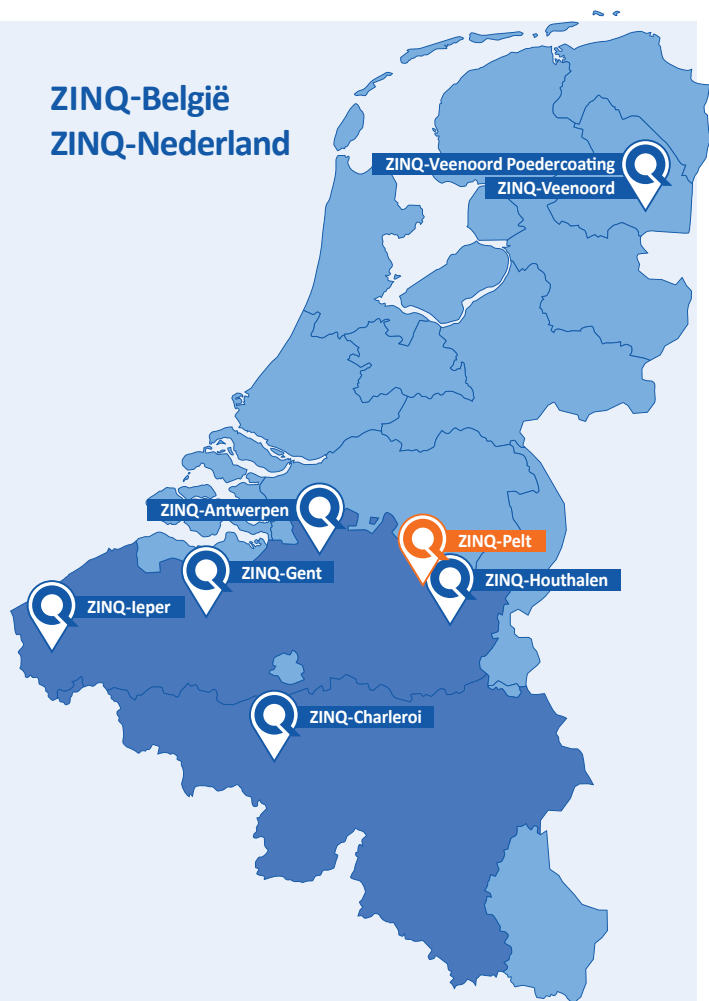 ZINQ-België
ZINQ-Nederland
ZINQ-Veenoord Poedercoating
ZINQ-Veenoord
ZINQ-Antwerpen
ZINQ-Pelt
ZINQ-Gent
ZINQ-Houthalen
ZINQ-Ieper
ZINQ-Charleroi